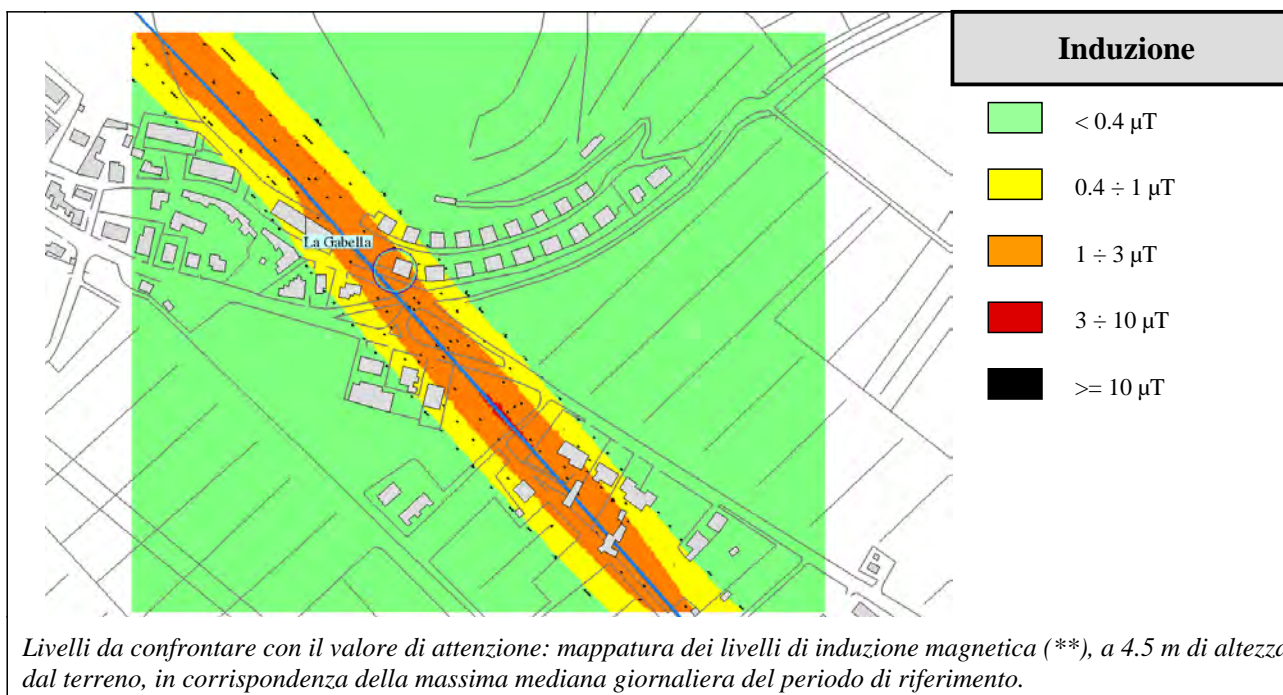 Induzione
< 0.4 µT
0.4 ÷ 1 µT
1 ÷ 3 µT
3 ÷ 10 µT
>= 10 µT
La Gabella
Livelli da confrontare con il valore di attenzione: mappatura dei livelli di induzione magnetica (**), a 4.5 m di altezza
dal terreno, in corrispondenza della massima mediana giornaliera del periodo di riferimento.